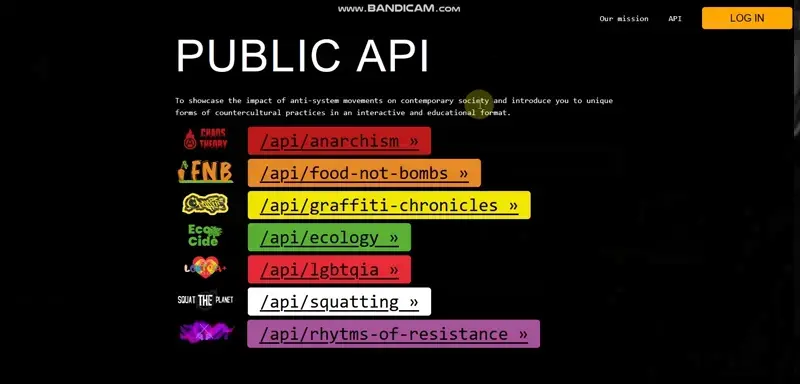 www.BANDICAM.com
Our mission API LOG IN
PUBLIC API
To showcase the impact of anti-system movements on contemporary society and introduce you to unique
forms of countercultural practices in an interactive and educational format.
CHAOS
THEORY
/api/anarchism »
FNB
/api/food-not-bombs »
/api/graffiti-chronicles »
Eco
Cide
/api/ecology »
/api/lgbtqia »
SQUAT THE PLANET
/api/squatting »
/api/rhytms-of-resistance »